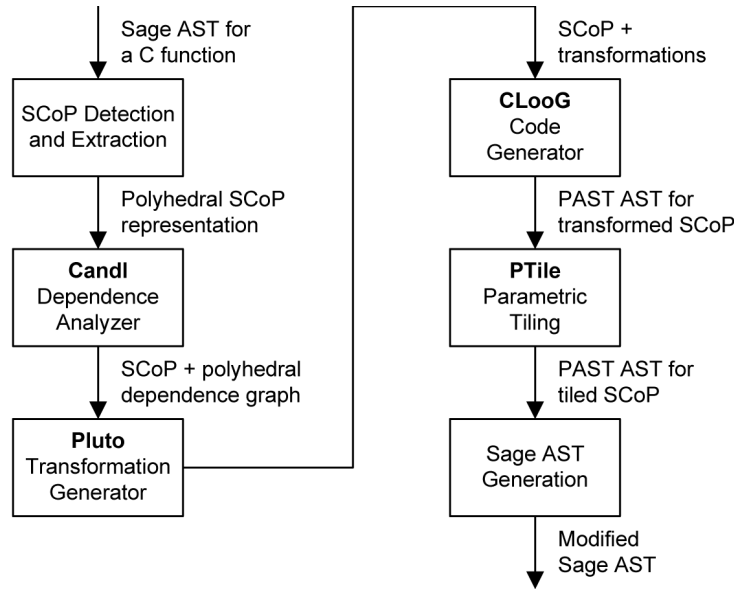 Sage AST for
a C function
SCoP Detection
and Extraction
Polyhedral SCoP
representation
Candl
Dependence
Analyzer
SCoP + polyhedral
dependence graph
Pluto
Transformation
Generator
SCoP +
transformations
CLooG
Code
Generator
PAST AST for
transformed SCoP
PTile
Parametric
Tiling
PAST AST for
tiled SCoP
Sage AST
Generation
Modified
Sage AST